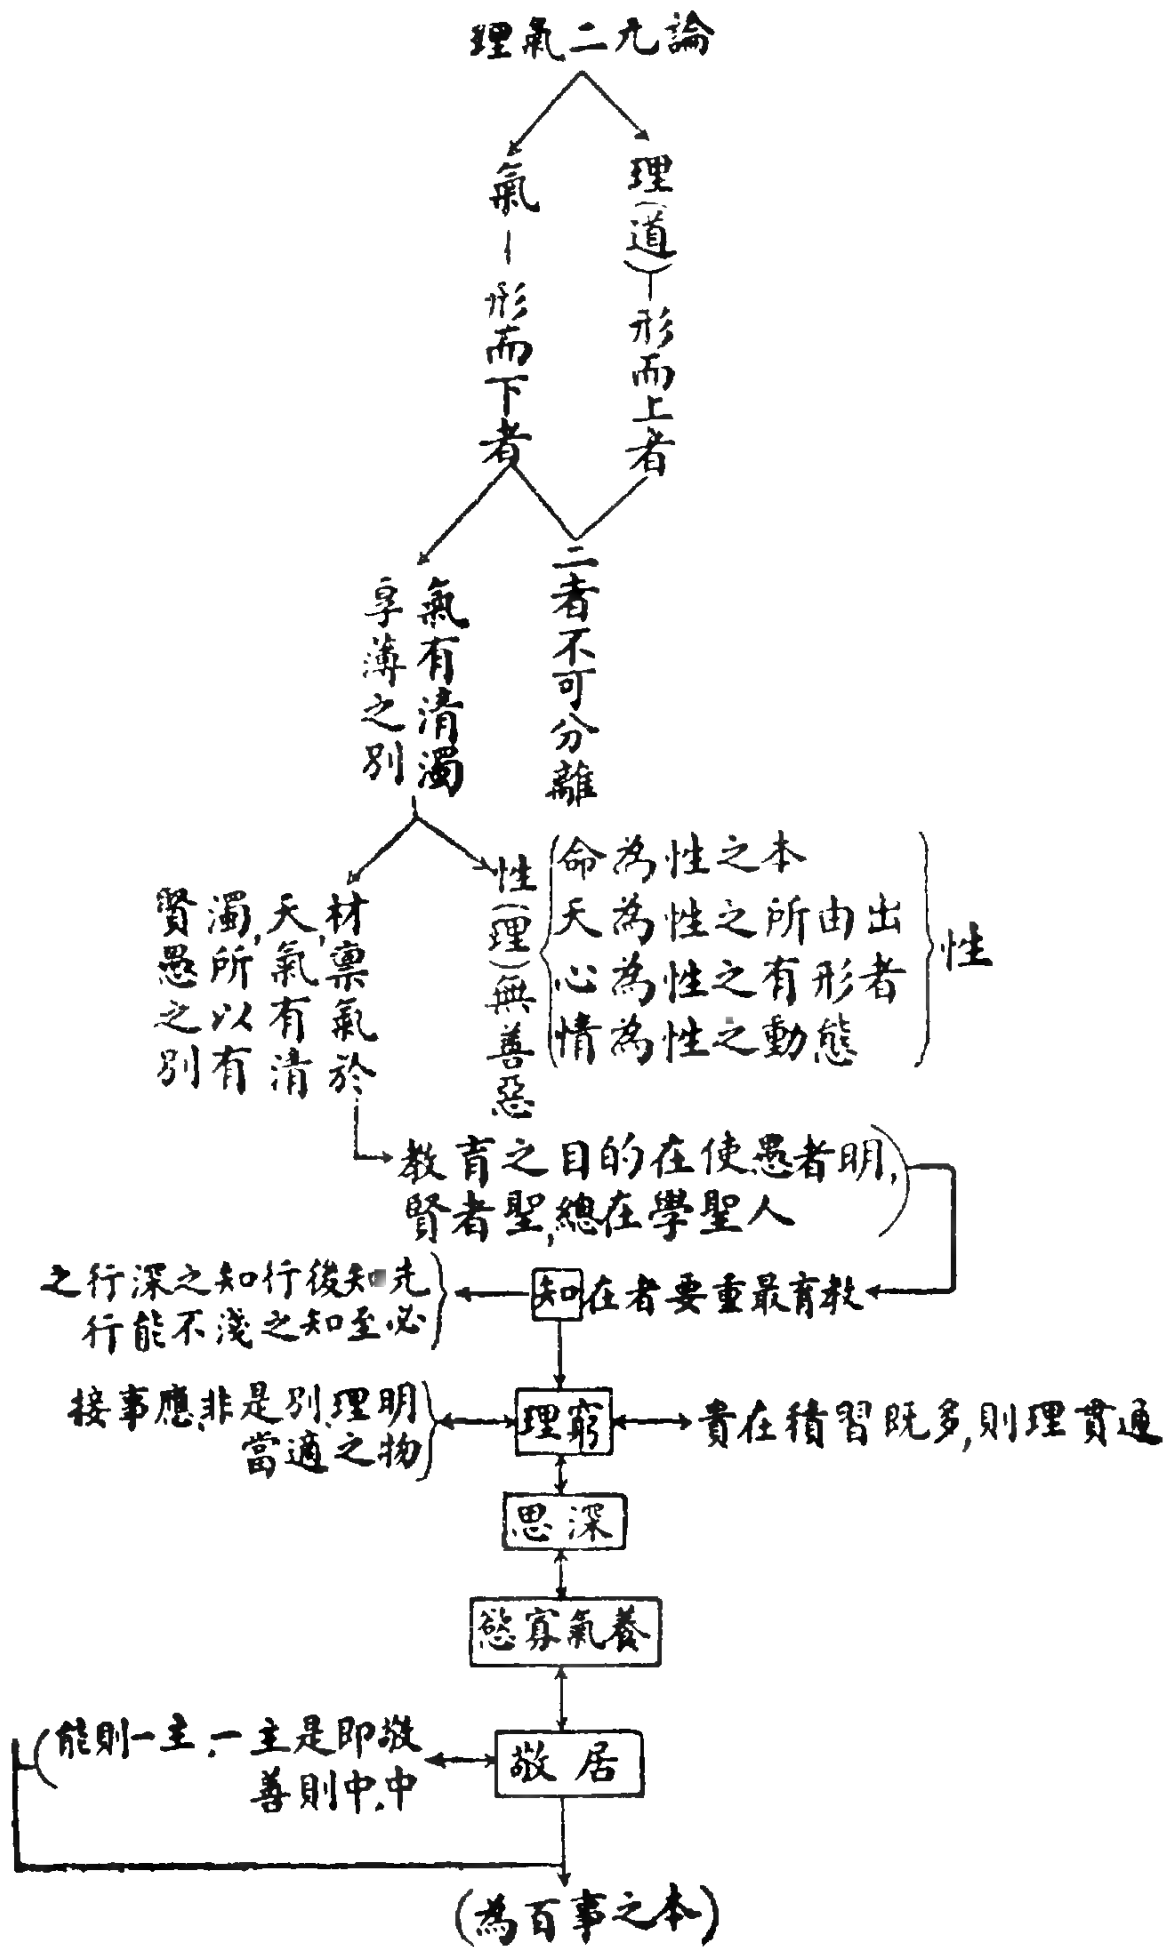 理氣二元論
理(道)—形而上者
氣—形而下者
二者不可分離
氣有清濁
享薄之別
性(理)無善惡
命為性之本
天為性之所由出
心為性之有形者
情為性之動態
性
材,禀氣於
天,氣有清
濁,所以有
賢愚之別
教育之目的在使愚者明,
賢者聖,總在學聖人
教育最重要者在知
先知後行知之深行之
必至知之淺不能行
窮理
明理,別是非,應事接
物之適當
貴在積習既多,則理貫通
深思
養氣寡慾
居敬
敬即是主一,主一則能
中,中則善
(為百事之本)